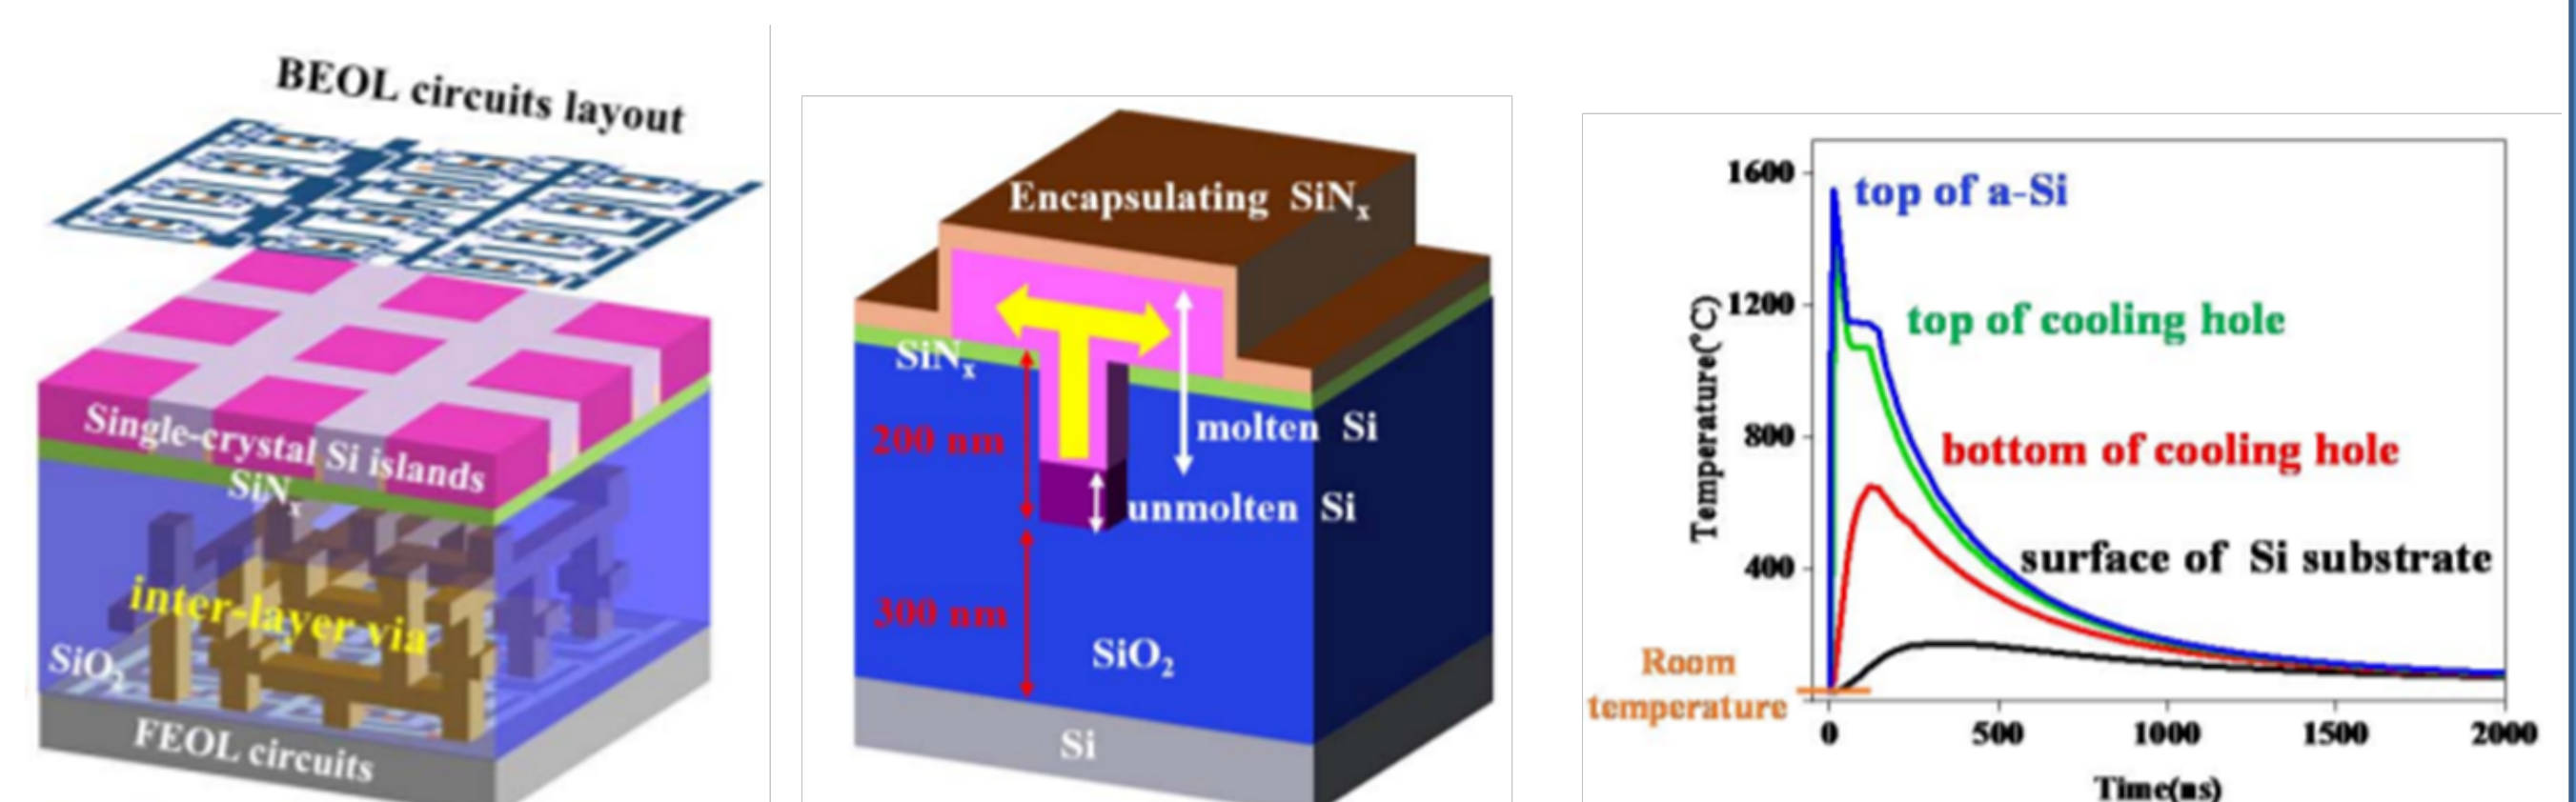 BEOL circuits layout
Single-crystal Si islands
SiNx
inter-layer via
SiO2
FEOL circuits
Encapsulating SiNx
SiNx
200 nm
molten Si
unmolten Si
300 nm
SiO2
Si
1600
top of a-Si
1200
top of cooling hole
Temperature(°C)
800
bottom of cooling hole
400
surface of Si substrate
Room
temperature
0 500 1000 1500 2000
Time(ns)